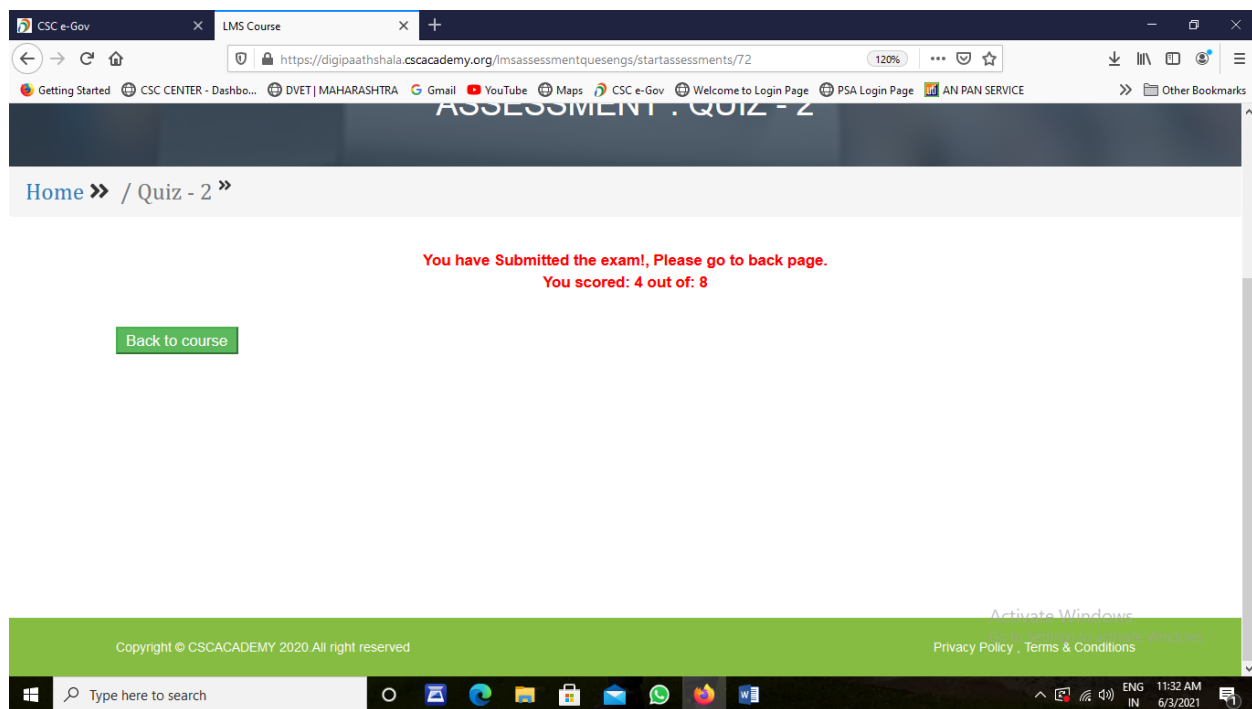 CSC e-Gov
LMS Course
https://digipaathshala.cscacademy.org/lmsassessmentquesengs/startassessments/72
120%
Getting Started
CSC CENTER - Dashbo...
DVET | MAHARASHTRA
Gmail
YouTube
Maps
CSC e-Gov
Welcome to Login Page
PSA Login Page
AN PAN SERVICE
Other Bookmarks
ASSESSMENT : QUIZ - 2
Home » / Quiz - 2 »
You have Submitted the exam!, Please go to back page.
You scored: 4 out of: 8
Back to course
Activate Windows
Copyright © CSCACADEMY 2020.All right reserved
Privacy Policy , Terms & Conditions
Type here to search
ENG
IN
11:32 AM
6/3/2021
1